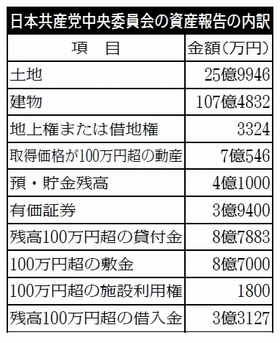 日本共産党中央委員会の資産報告の内訳
項　目　金額(万円)
土地　25億9946
建物　107億4832
地上権または借地権　3324
取得価格が100万円超の動産　7億546
預・貯金残高　4億1000
有価証券　3億9400
残高100万円超の貸付金　8億7883
100万円超の敷金　8億7000
100万円超の施設利用権　1800
残高100万円超の借入金　3億3127